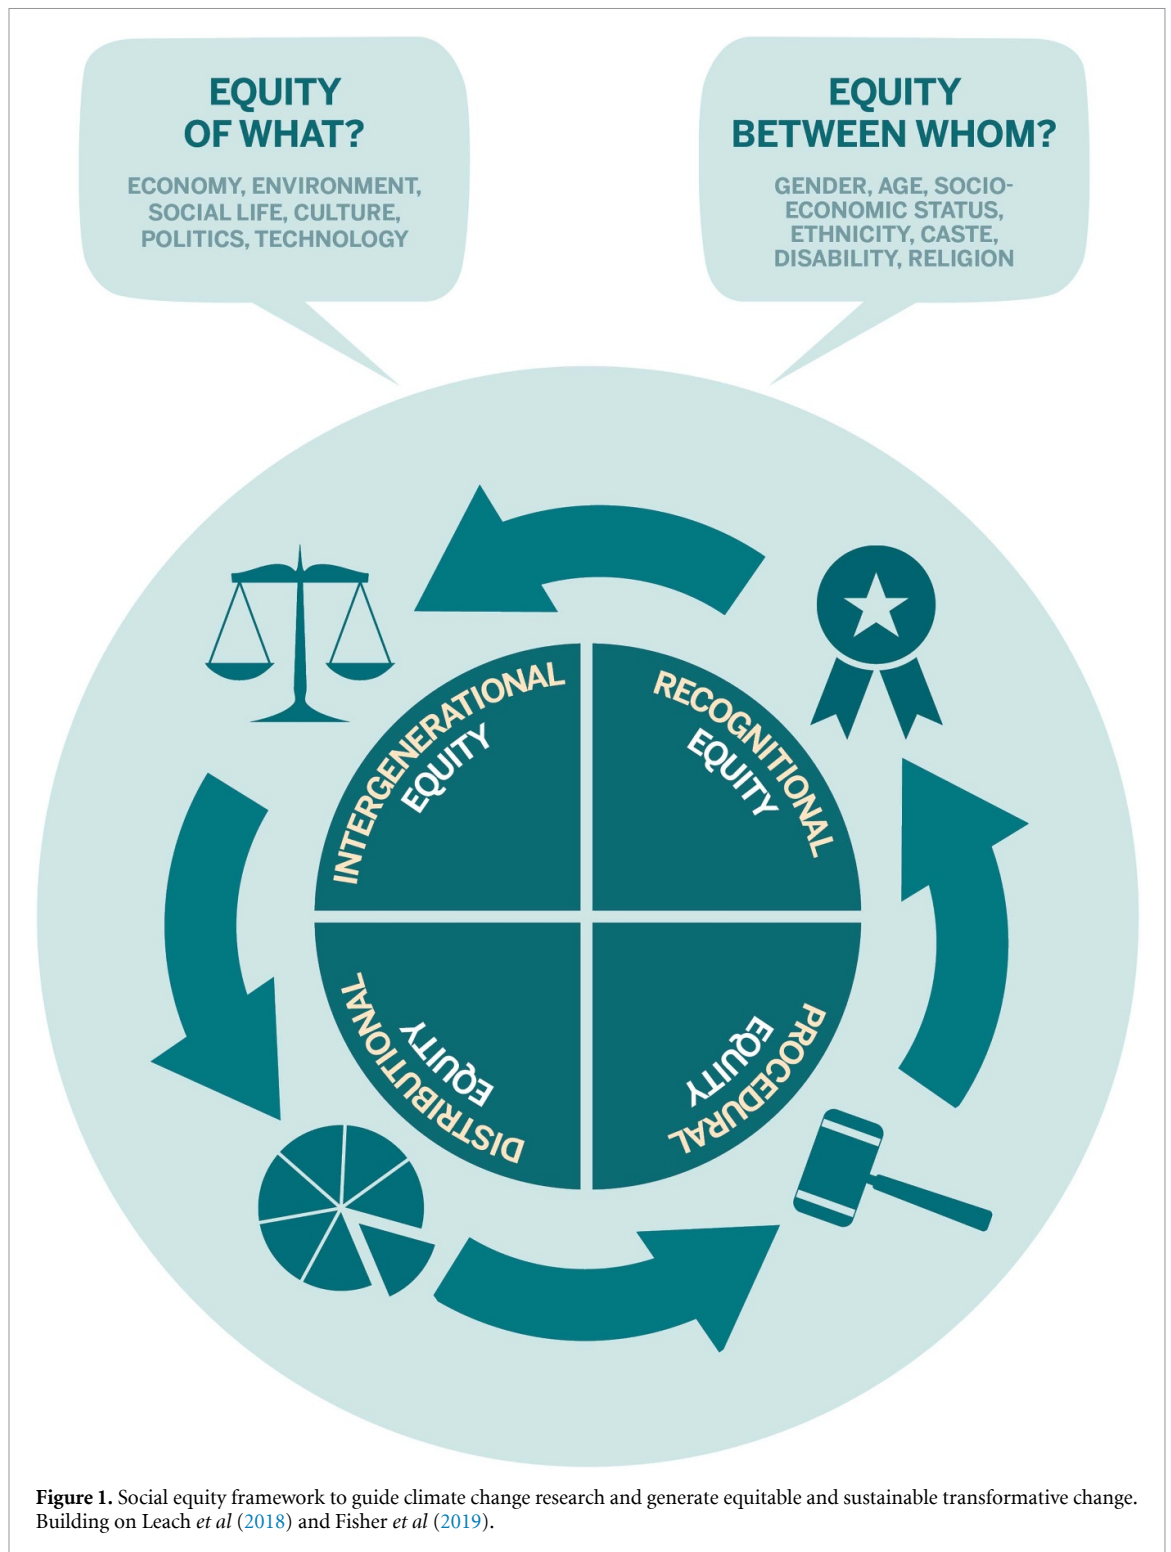 EQUITY
OF WHAT?
ECONOMY, ENVIRONMENT,
SOCIAL LIFE, CULTURE,
POLITICS, TECHNOLOGY
EQUITY
BETWEEN WHOM?
GENDER, AGE, SOCIO-
ECONOMIC STATUS,
ETHNICITY, CASTE,
DISABILITY, RELIGION
INTERGENERATIONAL
EQUITY
RECOGNITIONAL
EQUITY
DISTRIBUTIONAL
EQUITY
PROCEDURAL
EQUITY
Figure 1. Social equity framework to guide climate change research and generate equitable and sustainable transformative change.
Building on Leach et al (2018) and Fisher et al (2019).